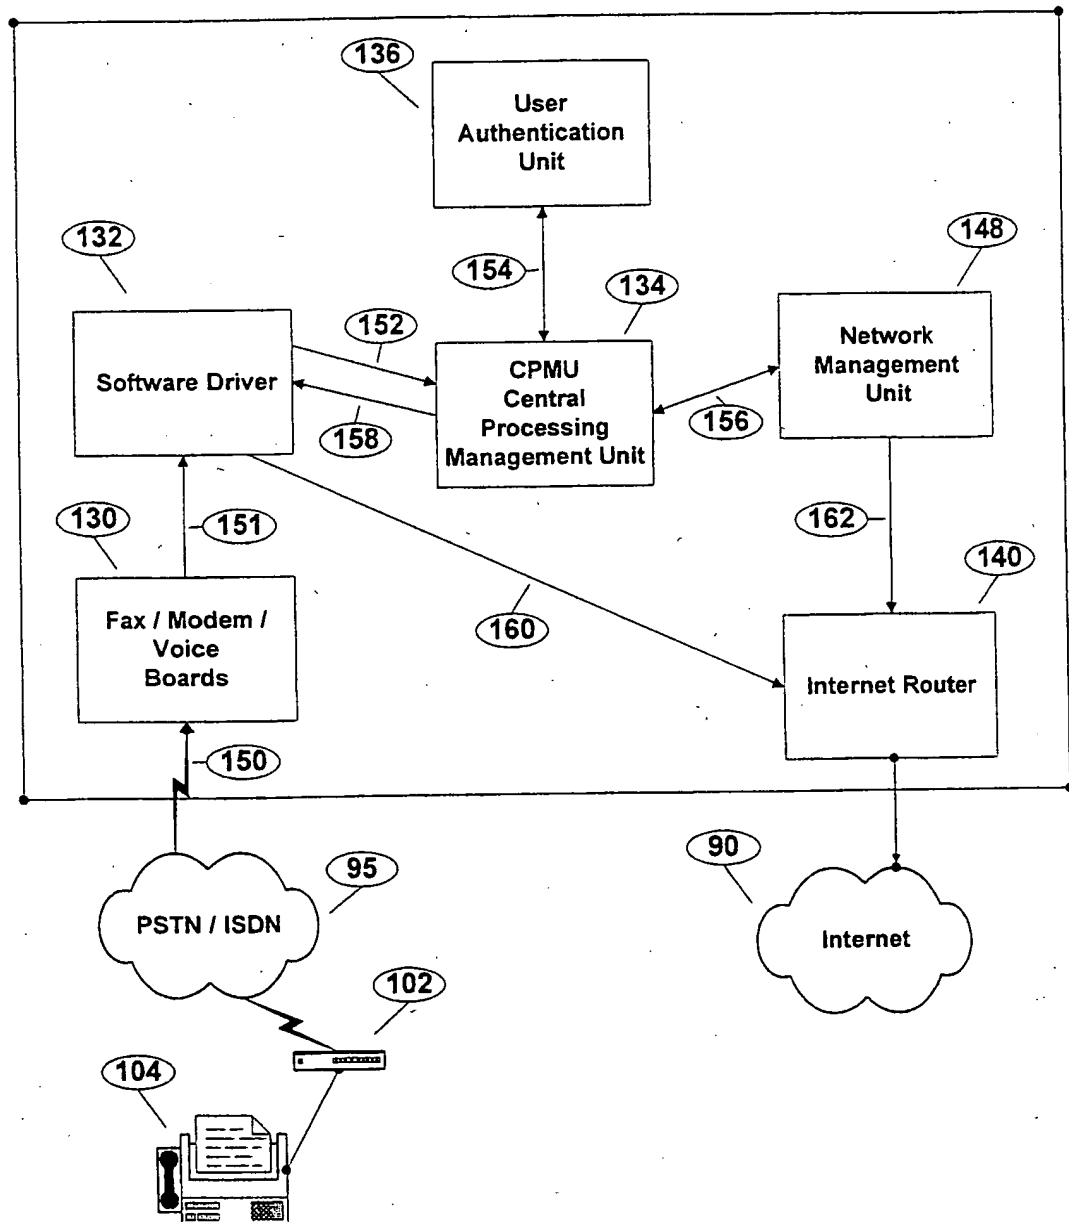 136
User
Authentication
Unit
132
154
134
148
152
Software Driver
158
CPMU
Central
Processing
Management Unit
156
Network
Management
Unit
130
151
162
140
Fax / Modem /
Voice
Boards
160
Internet Router
150
95
90
PSTN / ISDN
Internet
102
104